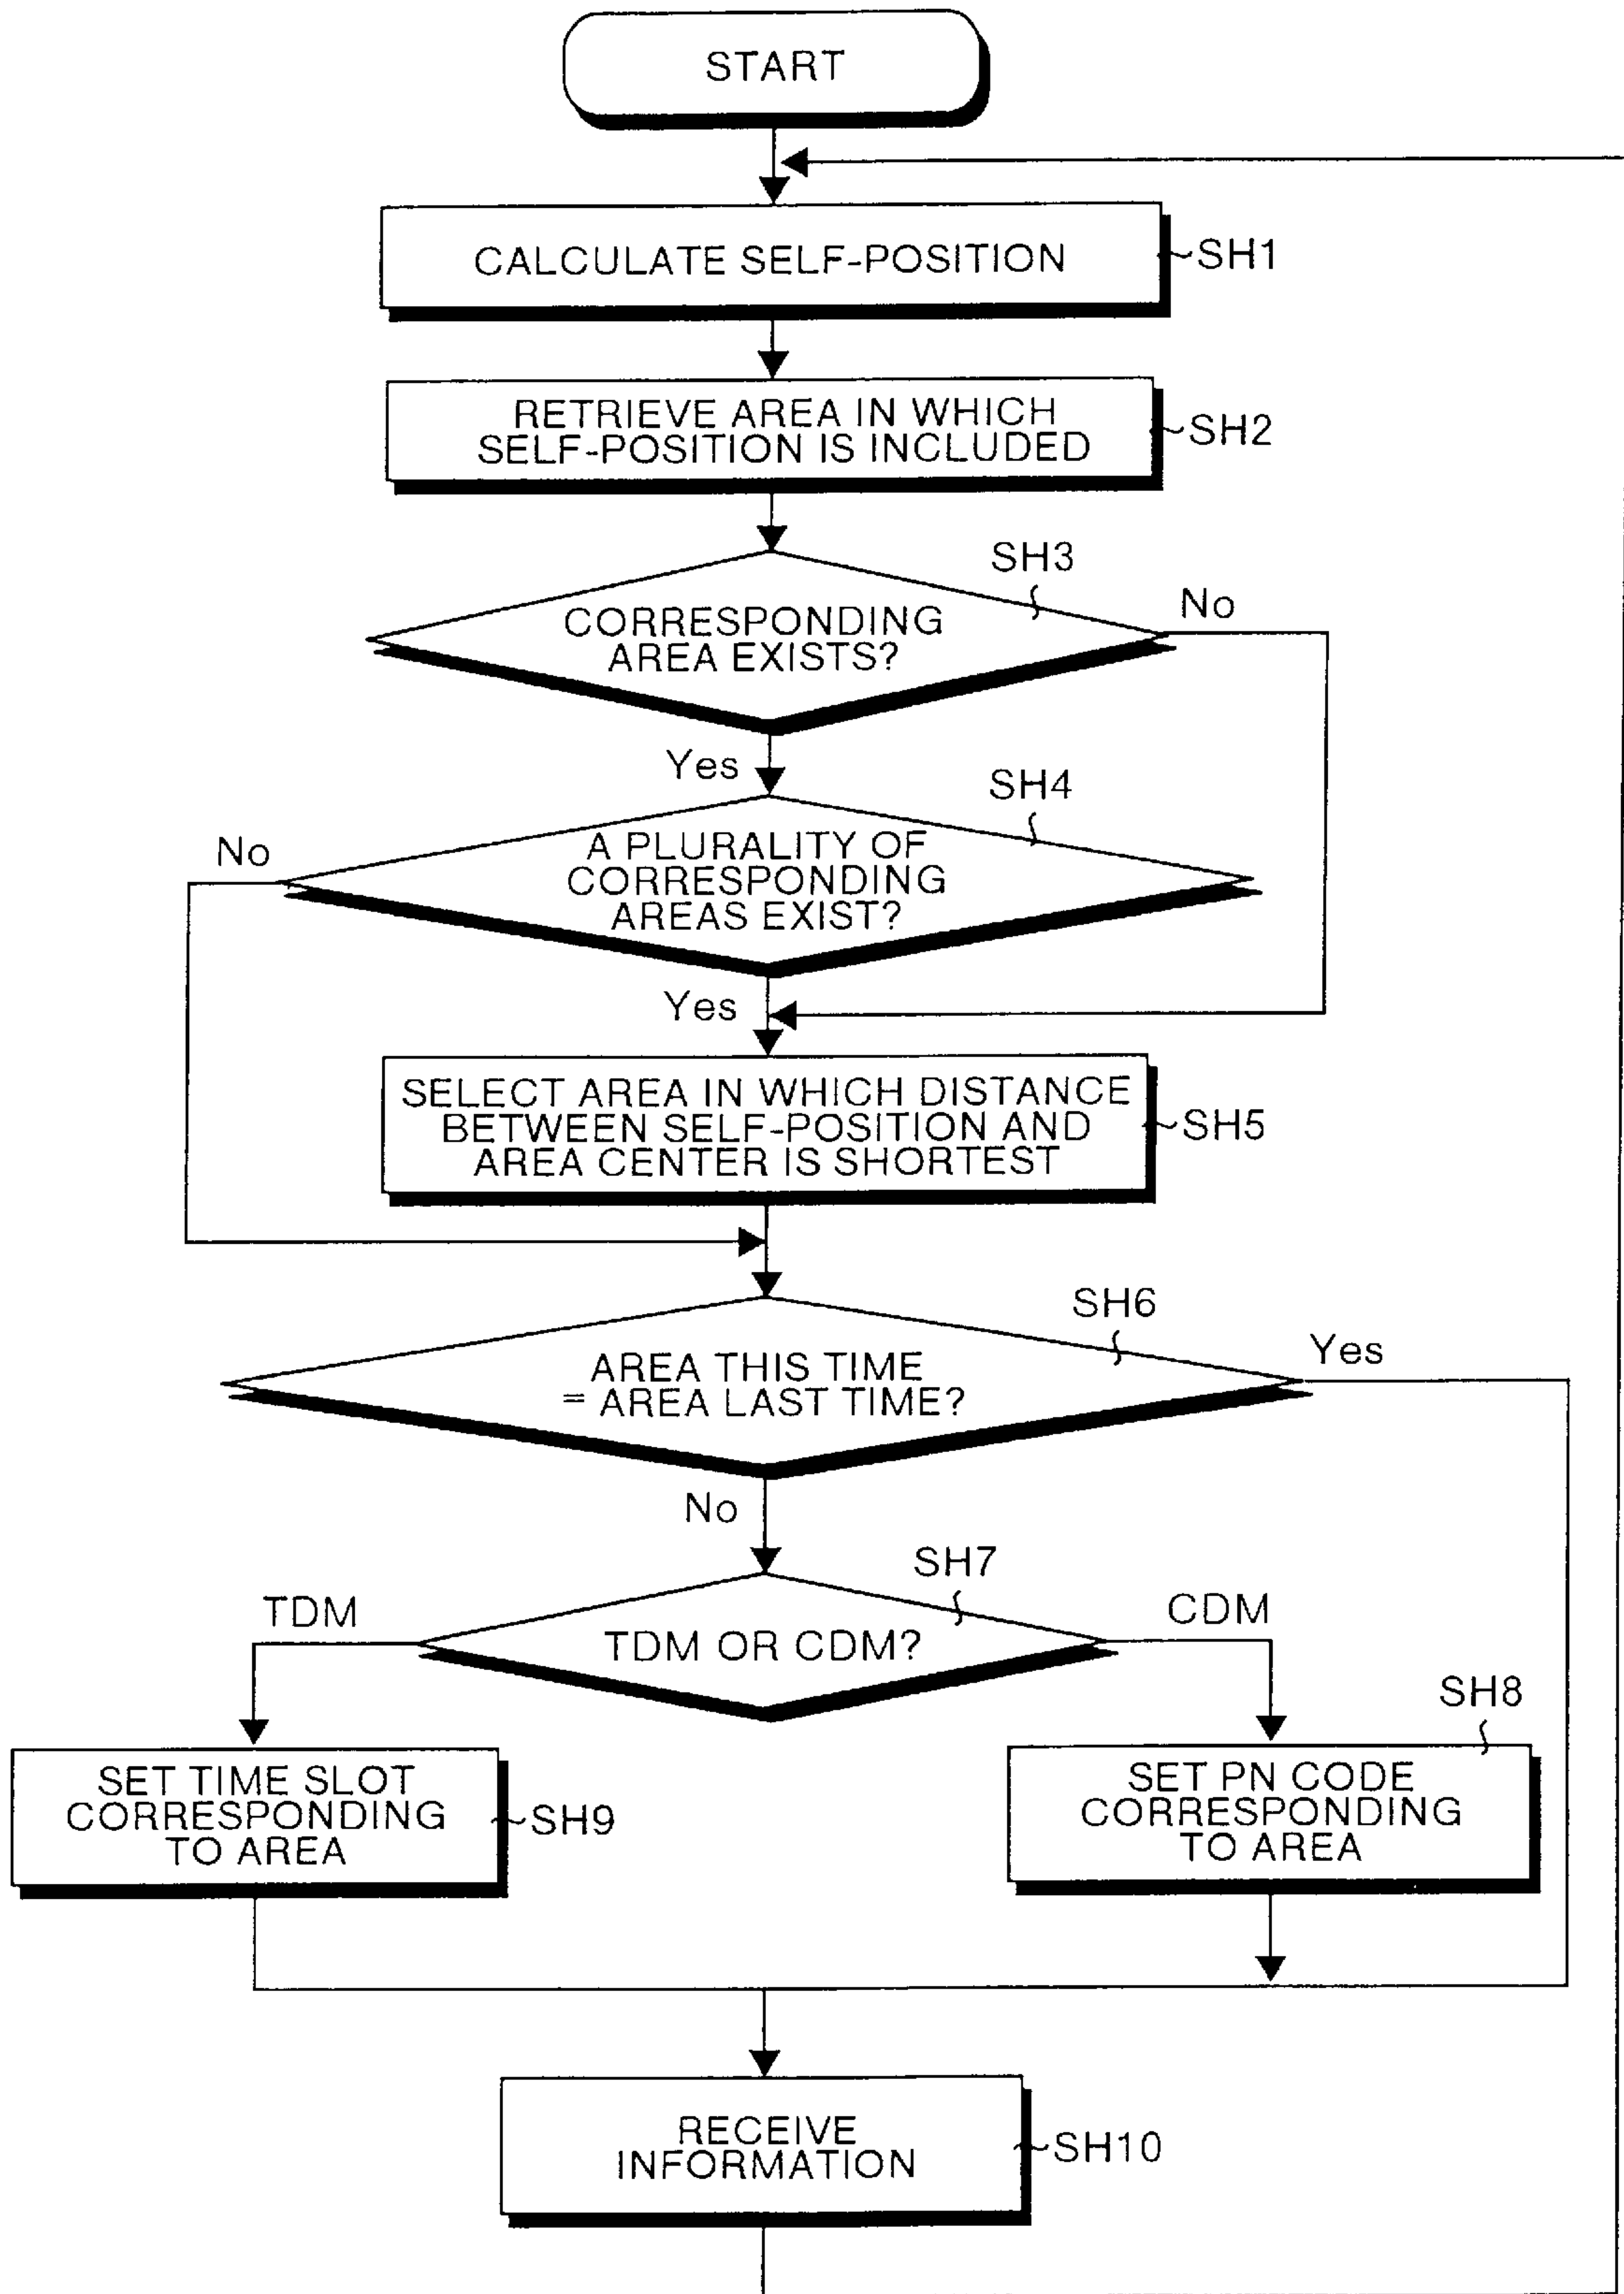 START
CALCULATE SELF-POSITION
SH1
RETRIEVE AREA IN WHICH
SELF-POSITION IS INCLUDED
SH2
SH3
CORRESPONDING
AREA EXISTS?
No
Yes
SH4
A PLURALITY OF
CORRESPONDING
AREAS EXIST?
No
Yes
SELECT AREA IN WHICH DISTANCE
BETWEEN SELF-POSITION AND
AREA CENTER IS SHORTEST
SH5
SH6
AREA THIS TIME
= AREA LAST TIME?
Yes
No
SH7
TDM
TDM OR CDM?
CDM
SH8
SET TIME SLOT
CORRESPONDING
TO AREA
SH9
SET PN CODE
CORRESPONDING
TO AREA
RECEIVE
INFORMATION
SH10